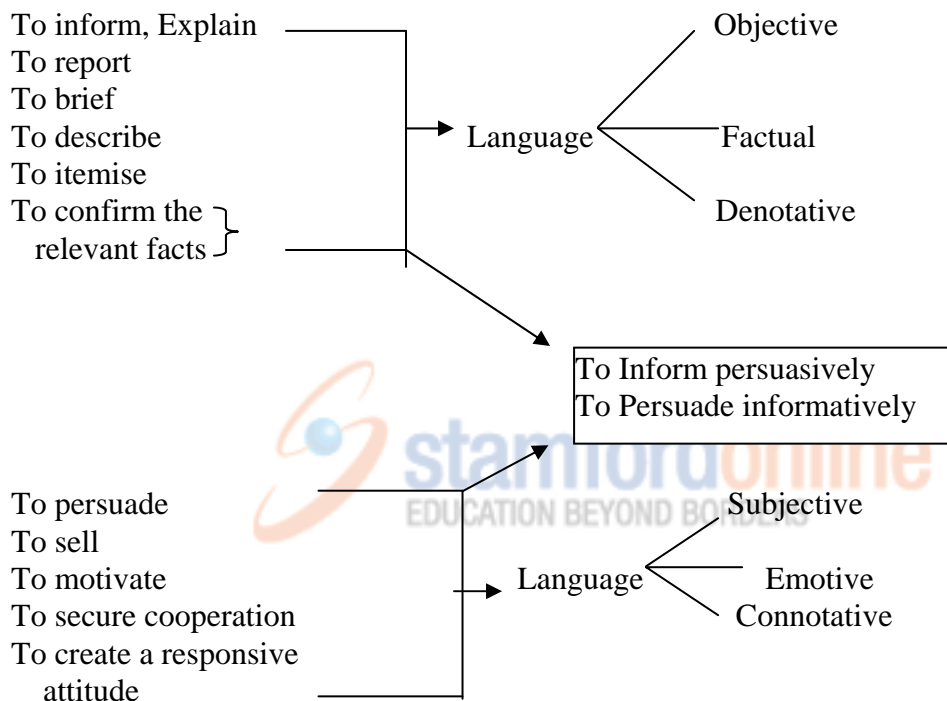 To inform, Explain
To report
To brief
To describe
To itemise
To confirm the
relevant facts
Language
Objective
Factual
Denotative
To Inform persuasively
To Persuade informatively
stamfordonline
EDUCATION BEYOND BORDERS
To persuade
To sell
To motivate
To secure cooperation
To create a responsive
attitude
Language
Subjective
Emotive
Connotative